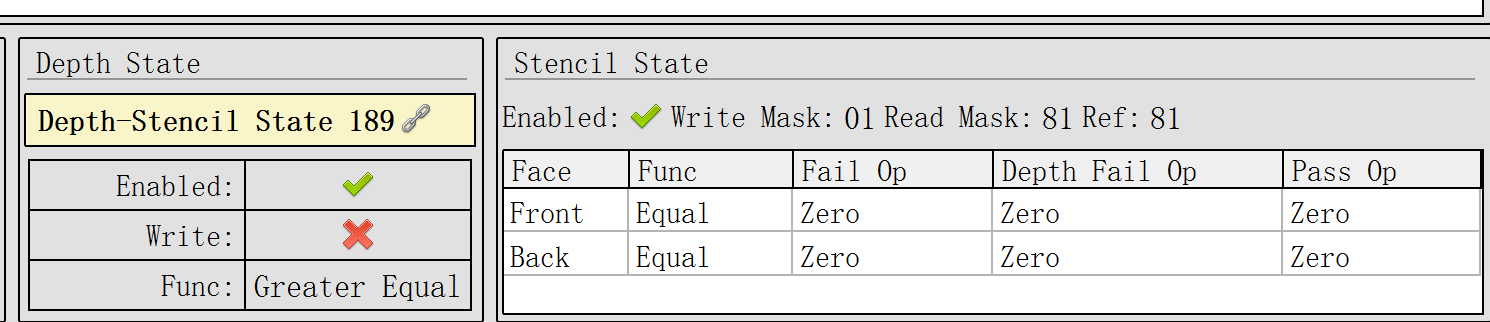 Depth State
Depth-Stencil State 189
Enabled:
Write:
Func: Greater Equal
Stencil State
Enabled: Write Mask: 01 Read Mask: 81 Ref: 81
Face Func Fail Op Depth Fail Op Pass Op
Front Equal Zero Zero Zero
Back Equal Zero Zero Zero